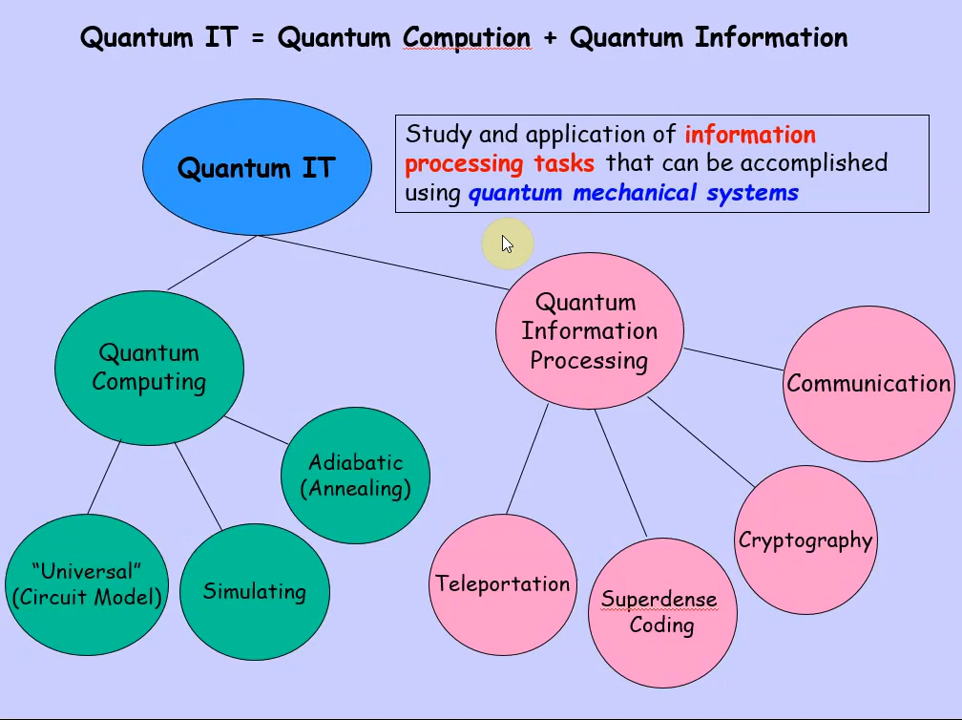 Quantum IT = Quantum Compution + Quantum Information
Quantum IT
Study and application of information
processing tasks that can be accomplished
using quantum mechanical systems
Quantum
Information
Processing
Communication
Quantum
Computing
Adiabatic
(Annealing)
Cryptography
“Universal”
(Circuit Model)
Simulating
Teleportation
Superdense
Coding